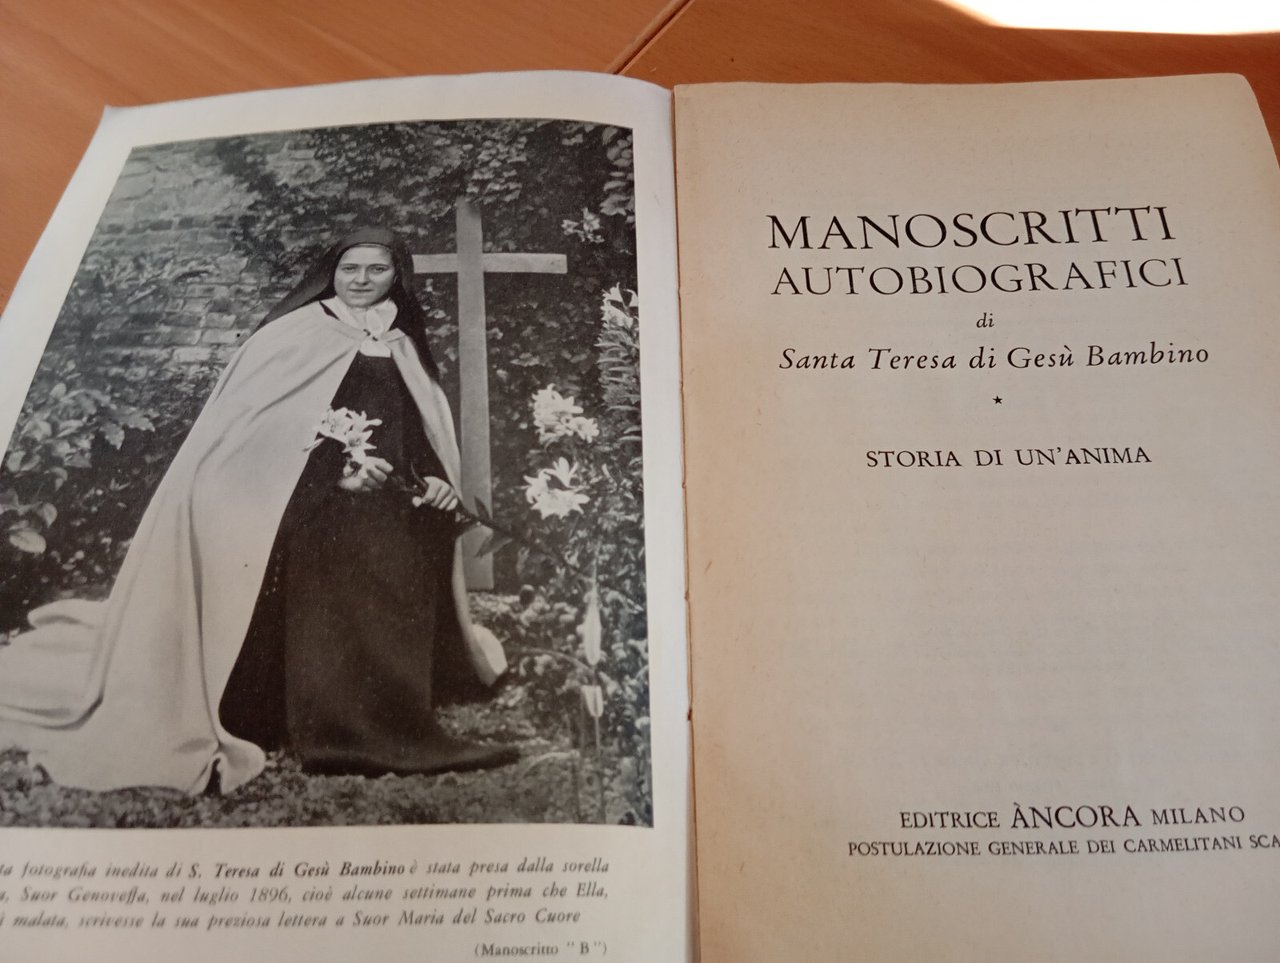 fotografia inedita di S. Teresa di Gesù Bambino è stata presa dalla sorella
Suor Genoveffa, nel luglio 1896, cioè alcune settimane prima che Ella,
malata, scrivesse la sua preziosa lettera a Suor Maria del Sacro Cuore
(Manoscritto " B ")
MANOSCRITTI
AUTOBIOGRAFICI
di
Santa Teresa di Gesù Bambino
★
STORIA DI UN'ANIMA
EDITRICE ÀNCORA MILANO
POSTULAZIONE GENERALE DEI CARMELITANI SCA